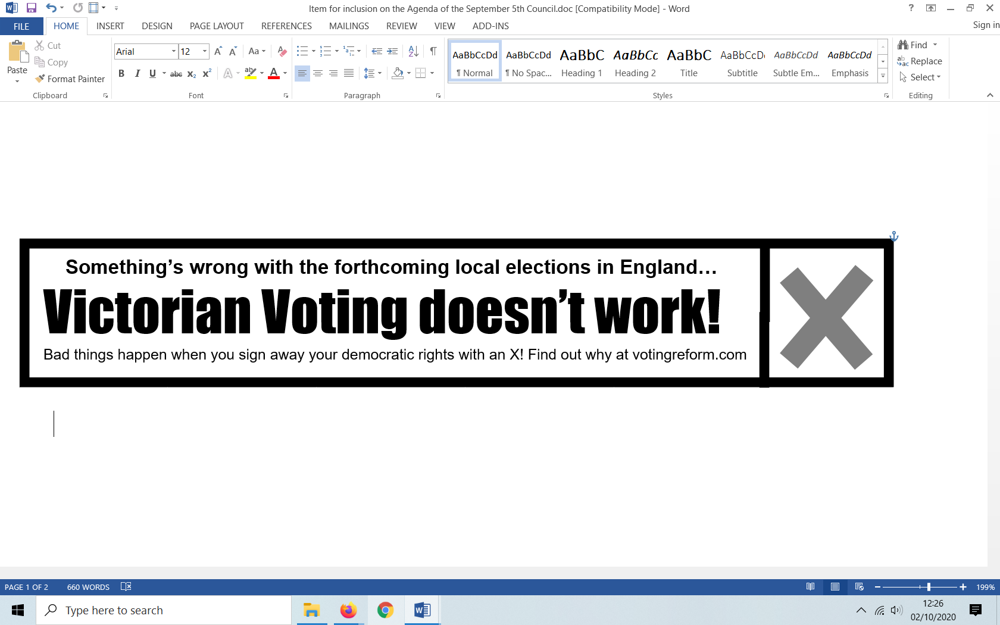 Item for inclusion on the Agenda of the September 5th Council.doc [Compatibility Mode] - Word
?
FILE HOME INSERT DESIGN PAGE LAYOUT REFERENCES MAILINGS REVIEW VIEW ADD-INS Sign in
Paste
Cut
Copy
Format Painter
Clipboard
Arial 12 A A Aa
B I U abc x2 x2 A ab A
Font
A Z ¶
Paragraph
AaBbCcDd AaBbCcDd AaBbC AaBbCc AaBbC AaBbCcD AaBbCcDd AaBbCcDd
¶ Normal ¶ No Spac... Heading 1 Heading 2 Title Subtitle Subtle Em... Emphasis
Styles
Find
Replace
Select
Editing
Something’s wrong with the forthcoming local elections in England…
Victorian Voting doesn’t work!
Bad things happen when you sign away your democratic rights with an X! Find out why at votingreform.com
X
PAGE 1 OF 2 660 WORDS 199%
Type here to search
12:26
02/10/2020